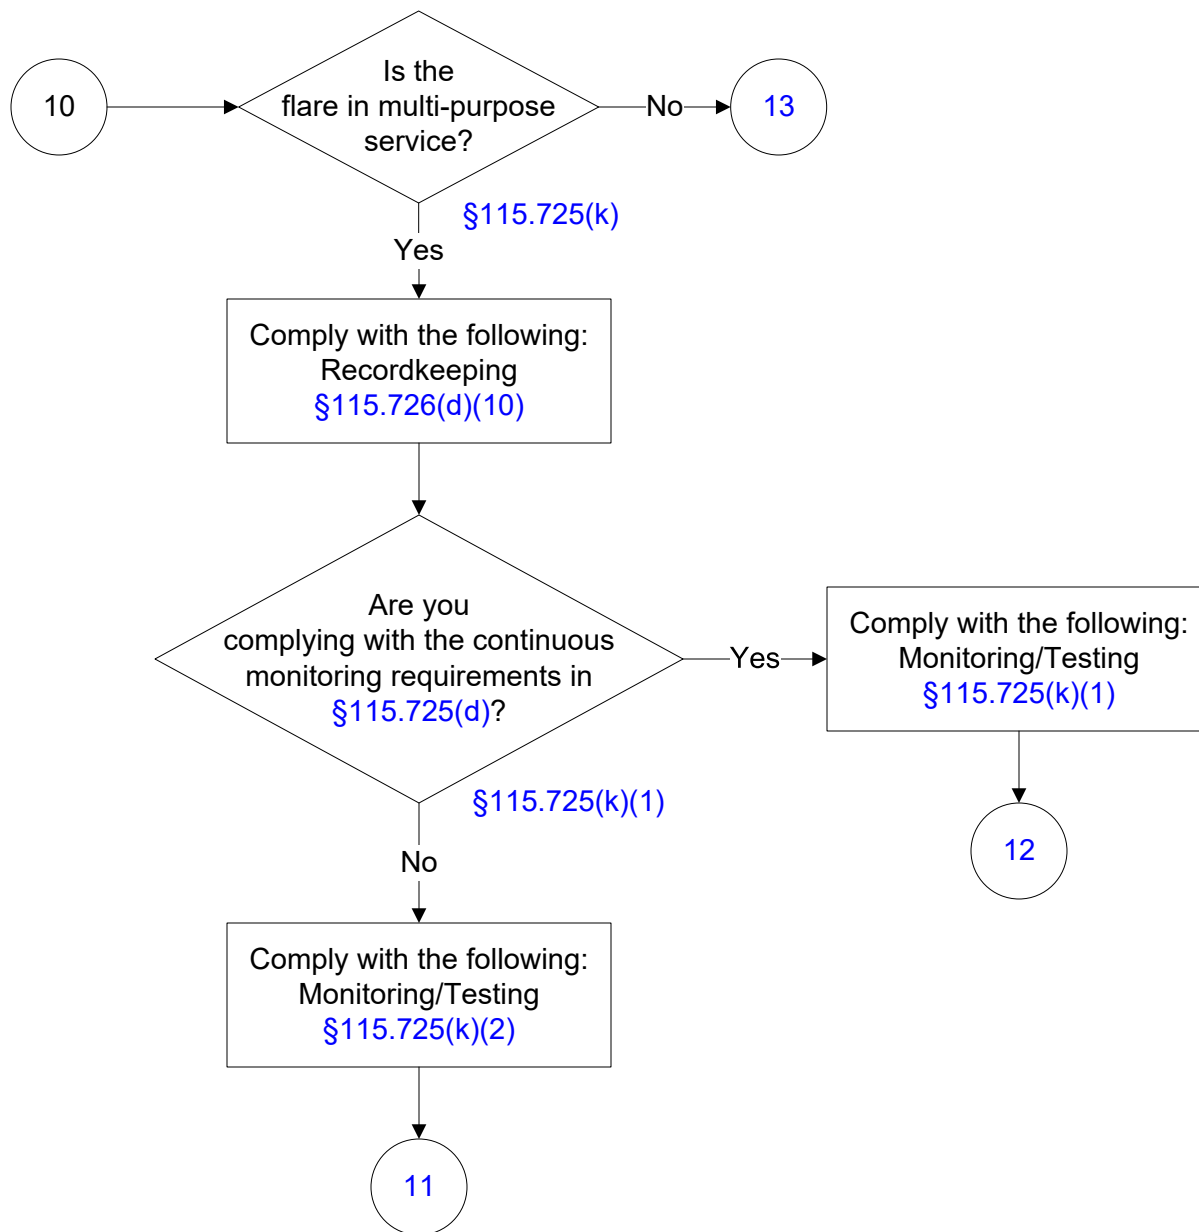 10
Is the
flare in multi-purpose
service?
No
13
§115.725(k)
Yes
Comply with the following:
Recordkeeping
§115.726(d)(10)
Are you
complying with the continuous
monitoring requirements in
§115.725(d)?
Yes
Comply with the following:
Monitoring/Testing
§115.725(k)(1)
§115.725(k)(1)
12
No
Comply with the following:
Monitoring/Testing
§115.725(k)(2)
11